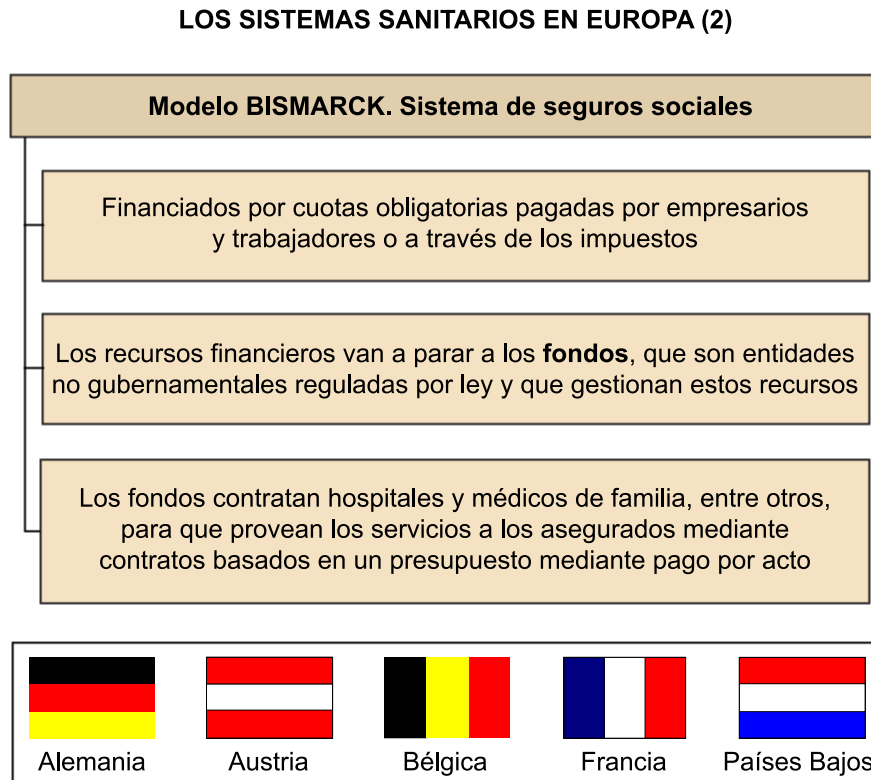 LOS SISTEMAS SANITARIOS EN EUROPA (2)
Modelo BISMARCK. Sistema de seguros sociales
Financiados por cuotas obligatorias pagadas por empresarios
y trabajadores o a través de los impuestos
Los recursos financieros van a parar a los fondos, que son entidades
no gubernamentales reguladas por ley y que gestionan estos recursos
Los fondos contratan hospitales y médicos de familia, entre otros,
para que provean los servicios a los asegurados mediante
contratos basados en un presupuesto mediante pago por acto
Alemania Austria Bélgica Francia Países Bajos